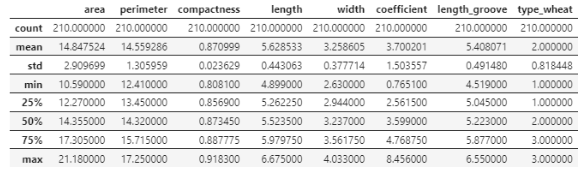 area perimeter compactness length width coefficient length_groove type_wheat
count 210.000000 210.000000 210.000000 210.000000 210.000000 210.000000 210.000000 210.000000
mean 14.847524 14.559286 0.870999 5.628533 3.258605 3.700201 5.408071 2.000000
std 2.909699 1.305959 0.023629 0.443063 0.377714 1.503557 0.491480 0.818448
min 10.590000 12.410000 0.808100 4.899000 2.630000 0.765100 4.519000 1.000000
25% 12.270000 13.450000 0.856900 5.262250 2.944000 2.561500 5.045000 1.000000
50% 14.355000 14.320000 0.873450 5.523500 3.237000 3.599000 5.223000 2.000000
75% 17.305000 15.715000 0.887775 5.979750 3.561750 4.768750 5.877000 3.000000
max 21.180000 17.250000 0.918300 6.675000 4.033000 8.456000 6.550000 3.000000